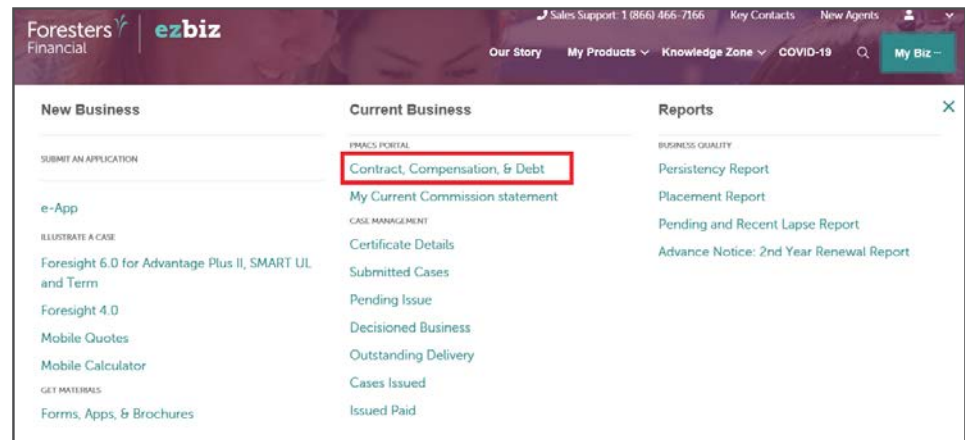 Sales Support: 1 (866) 466-7166 Key Contacts New Agents
Foresters Financial
ezbiz
Our Story My Products Knowledge Zone COVID-19 My Biz
New Business
SUBMIT AN APPLICATION
e-App
ILLUSTRATE A CASE
Foresight 6.0 for Advantage Plus II, SMART UL
and Term
Foresight 4.0
Mobile Quotes
Mobile Calculator
GET MATERIALS
Forms, Apps, & Brochures
Current Business
PMACS PORTAL
Contract, Compensation, & Debt
My Current Commission statement
CASE MANAGEMENT
Certificate Details
Submitted Cases
Pending Issue
Decisioned Business
Outstanding Delivery
Cases Issued
Issued Paid
Reports
BUSINESS QUALITY
Persistency Report
Placement Report
Pending and Recent Lapse Report
Advance Notice: 2nd Year Renewal Report